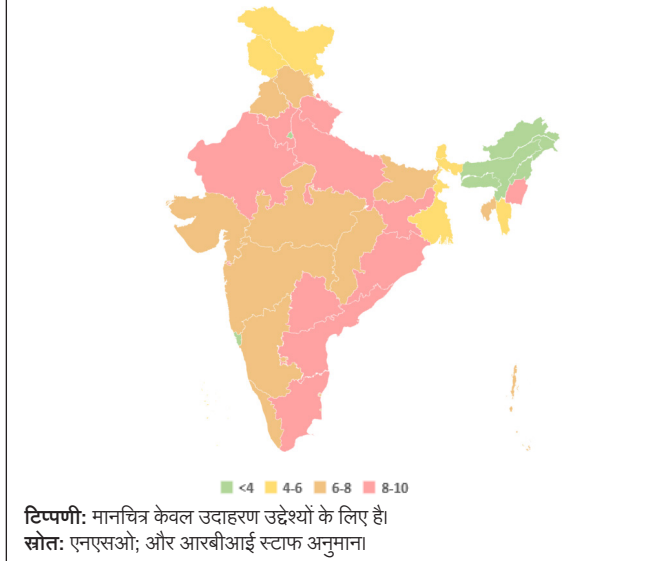 <4 4-6 6-8 8-10
टिप्पणी: मानचित्र केवल उदाहरण उद्देश्यों के लिए है।
स्रोत: एनएसओ; और आरबीआई स्टाफ अनुमान।